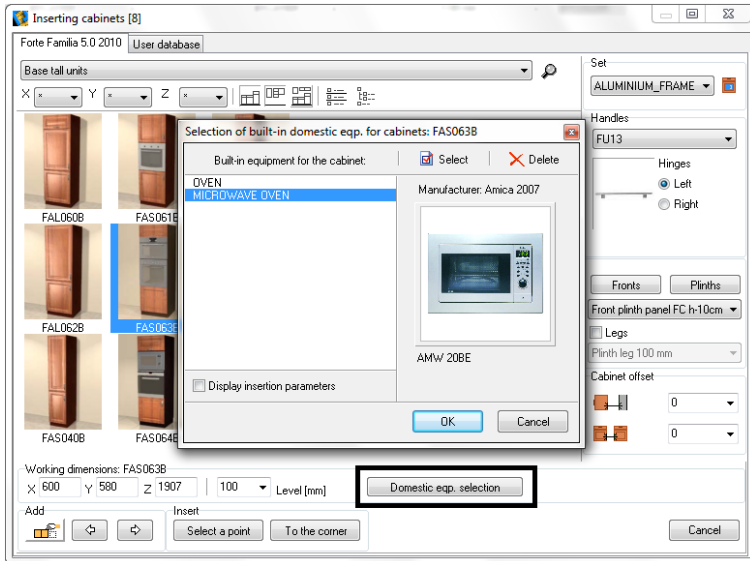 Inserting cabinets [8]
Forte Familia 5.0 2010 User database
Base tall units
X * Y * Z *
Set
ALUMINIUM_FRAME
Handles
FU13
Hinges
Left
Right
Selection of built-in domestic eqp. for cabinets: FAS063B
Built-in equipment for the cabinet: Select Delete
OVEN
MICROWAVE OVEN
Manufacturer: Amica 2007
AMW 20BE
Display insertion parameters
OK Cancel
FAL060B FAS061B
FAL062B FAS063B
FAS040B FAS064B
Fronts Plinths
Front plinth panel FC h-10cm
Legs
Plinth leg 100 mm
Cabinet offset
0
0
Working dimensions: FAS063B
X 600 Y 580 Z 1907 100 Level [mm] Domestic eqp. selection
Add Insert
Select a point To the corner Cancel